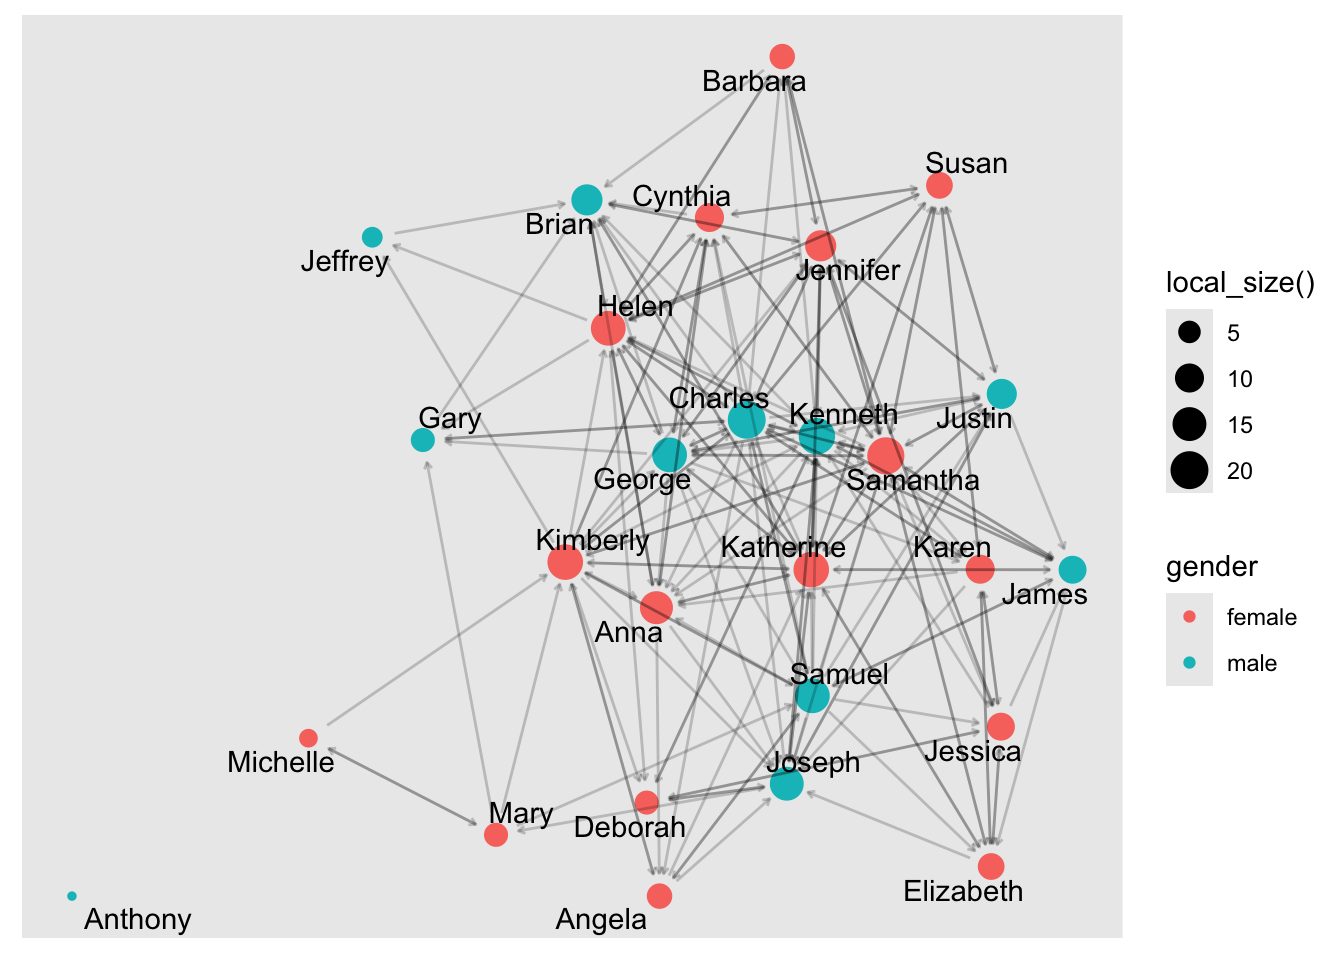 Barbara
Susan
Cynthia
Brian
Jeffrey
Jennifer
Helen
Charles
Kenneth
Gary
Justin
George
Samantha
Kimberly
Katherine
Karen
James
Anna
Samuel
Jessica
Michelle
Joseph
Mary
Deborah
Elizabeth
Anthony
Angela
local_size()
5
10
15
20
gender
female
male